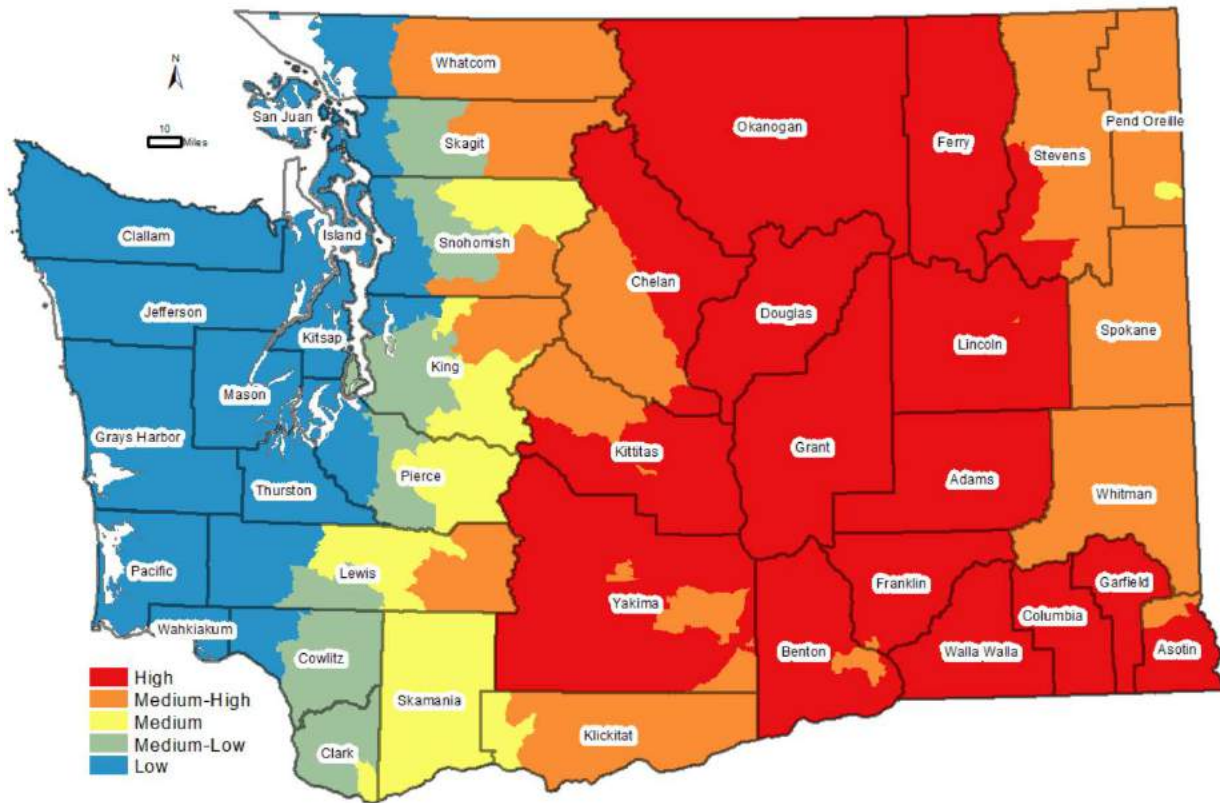 N
10
Miles
Whatcom
San Juan
Skagit
Okanogan
Ferry
Stevens
Pend Oreille
Clallam
Island
Snohomish
Chelan
Jefferson
Kitsap
Douglas
Lincoln
Spokane
King
Mason
Grays Harbor
Kittitas
Grant
Thurston
Pierce
Adams
Whitman
Pacific
Lewis
Yakima
Franklin
Garfield
Wahkiakum
Columbia
Cowlitz
Benton
Walla Walla
Asotin
Skamania
Klickitat
Clark
High
Medium-High
Medium
Medium-Low
Low